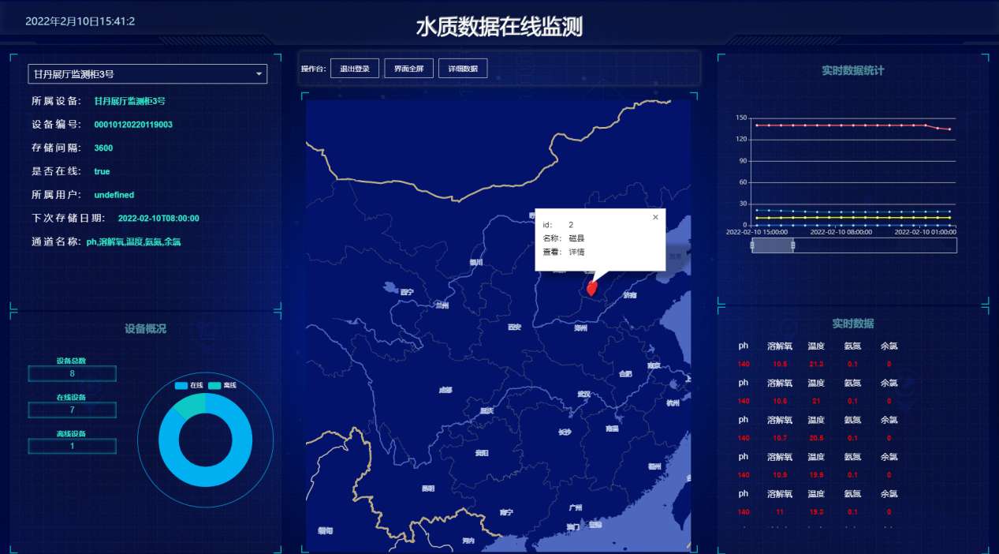 2022年2月10日15:41:2
水质数据在线监测
甘丹展厅监测柜3号
所属设备： 甘丹展厅监测柜3号
设备编号： 00010120220119003
存储间隔： 3600
是否在线： true
所属用户： undefined
下次存储日期： 2022-02-10T08:00:00
通道名称：ph,溶解氧,温度,氨氮,余氯
设备概况
设备总数
8
在线设备
7
离线设备
1
在线 离线
操作台： 退出登录 界面全屏 详细数据
×
id： 2
名称： 磁县
查看： 详情
银川
西宁
兰州
济南
西安
郑州
合肥
南京
成都
武汉
杭州
重庆
长沙
南昌
贵阳
福州
昆明
广州
南宁
澳门
香港
缅甸
河内
实时数据统计
150
120
90
60
30
0
2022-02-10 15:00:00 2022-02-10 08:00:00 2022-02-10 01:00:00
实时数据
ph 溶解氧 温度 氨氮 余氯
140 10.5 21.3 0.1 0
ph 溶解氧 温度 氨氮 余氯
140 10.6 21 0.1 0
ph 溶解氧 温度 氨氮 余氯
140 10.7 20.5 0.1 0
ph 溶解氧 温度 氨氮 余氯
140 10.9 19.9 0.1 0
ph 溶解氧 温度 氨氮 余氯
140 11 19.3 0.1 0